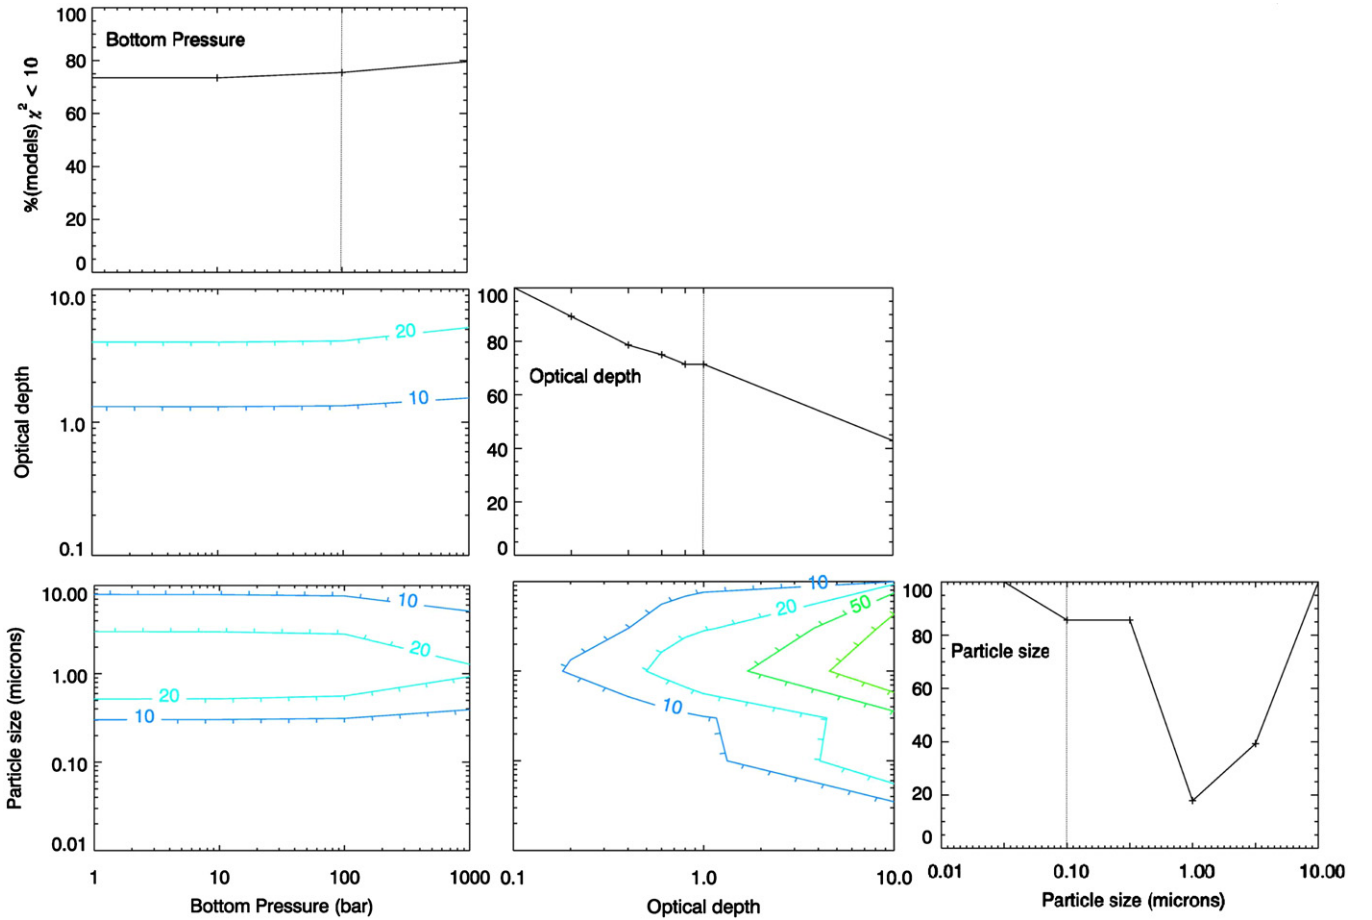 100
Bottom Pressure
80
60
40
20
0
%(models) χ² < 10
10.0
1.0
0.1
Optical depth
20
10
100
80
60
40
20
0
Optical depth
10.00
1.00
0.10
0.01
Particle size (microns)
10
20
20
10
1 10 100 1000
Bottom Pressure (bar)
10
20
50
10
0.1 1.0 10.0
Optical depth
100
80
60
40
20
0
Particle size
0.01 0.10 1.00 10.00
Particle size (microns)